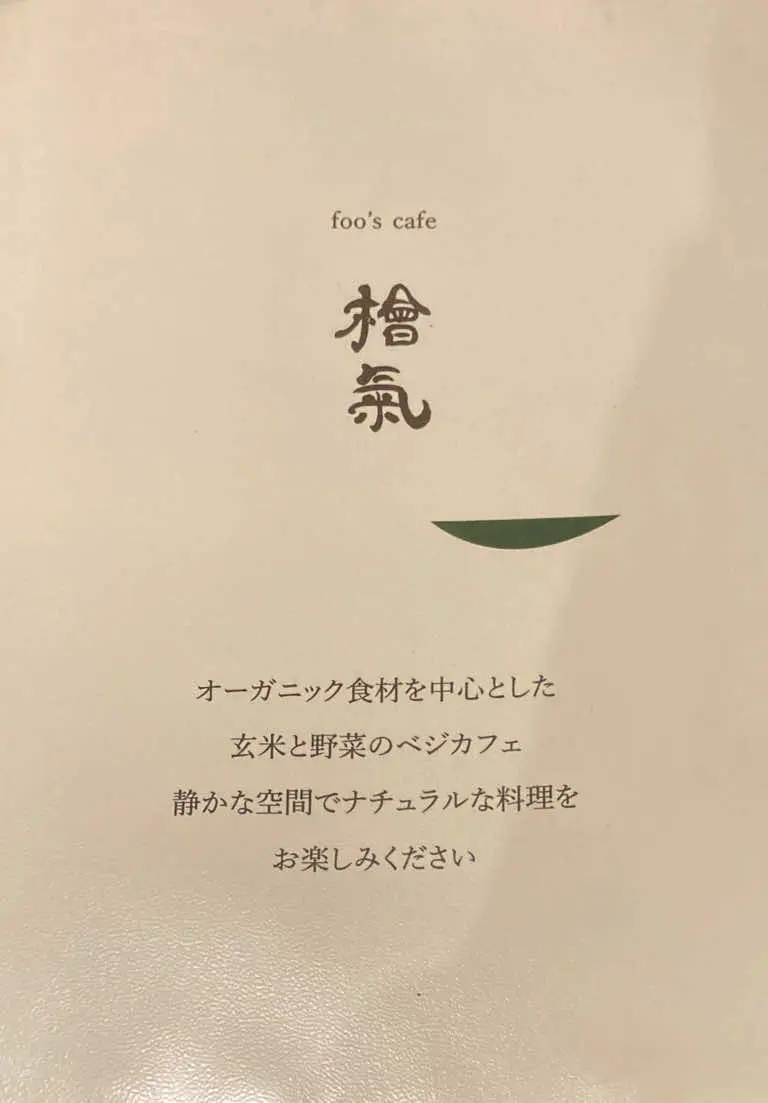 foo's cafe
檜
氣
オーガニック食材を中心とした
玄米と野菜のベジカフェ
静かな空間でナチュラルな料理を
お楽しみください